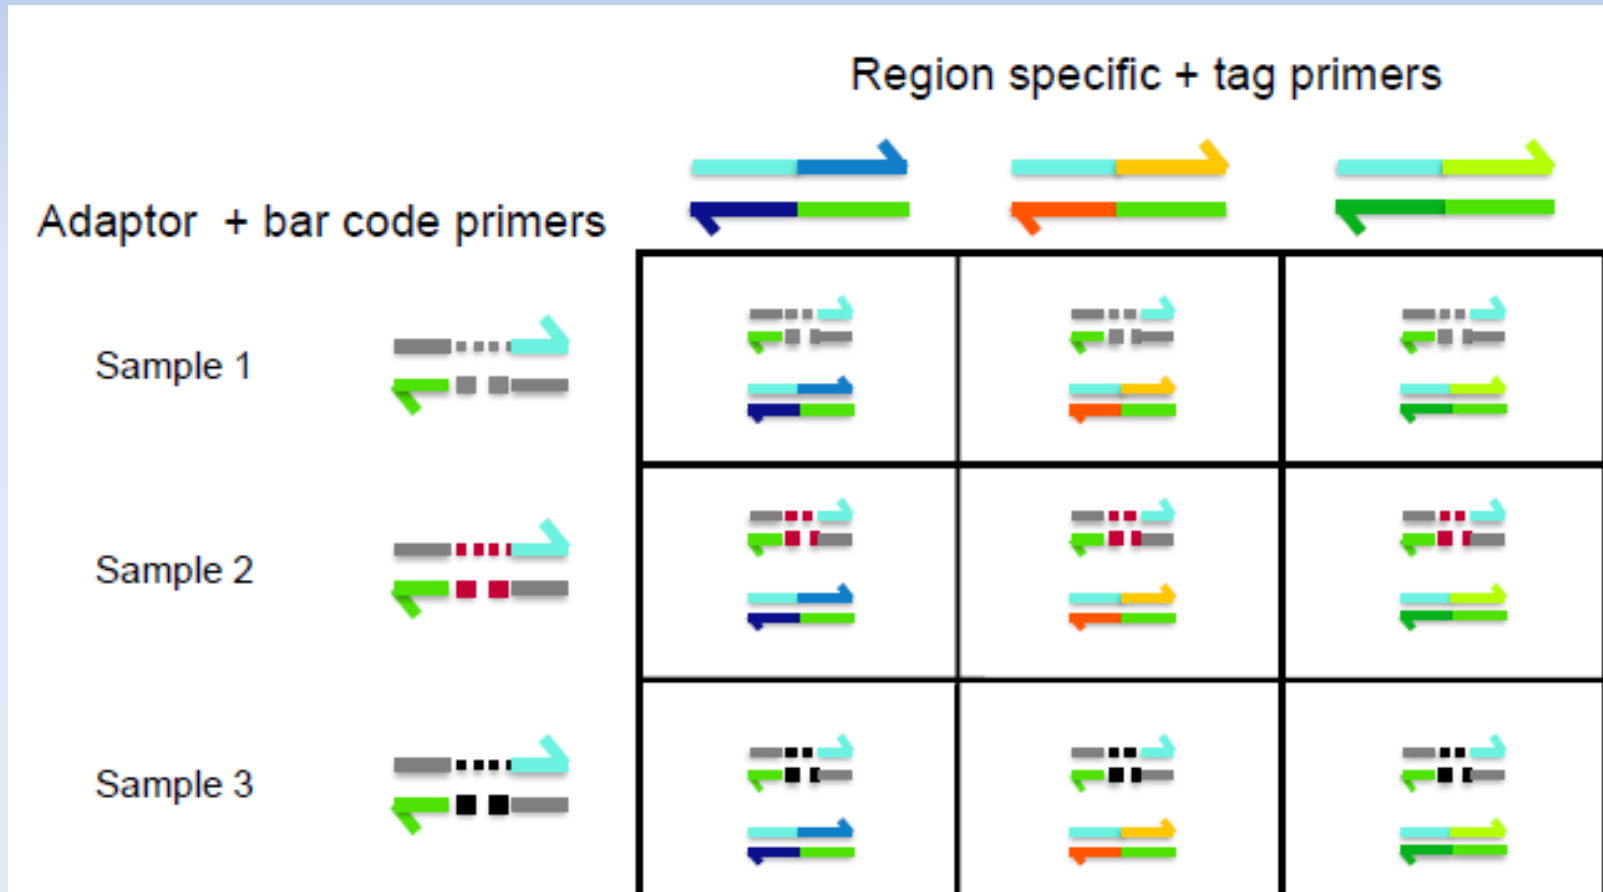 Region specific + tag primers
Adaptor + bar code primers
Sample 1
Sample 2
Sample 3